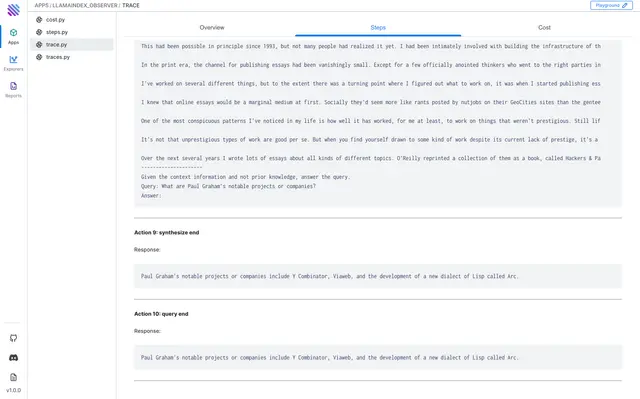 APPS / LLAMAINDEX_OBSERVER / TRACE
Playground
Apps
Explorers
Reports
v1.0.0
cost.py
steps.py
trace.py
traces.py
Overview
Steps
Cost
This had been possible in principle since 1993, but not many people had realized it yet. I had been intimately involved with building the infrastructure of th
In the print era, the channel for publishing essays had been vanishingly small. Except for a few officially anointed thinkers who went to the right parties in
I've worked on several different things, but to the extent there was a turning point where I figured out what to work on, it was when I started publishing ess
I knew that online essays would be a marginal medium at first. Socially they'd seem more like rants posted by nutjobs on their GeoCities sites than the gentee
One of the most conspicuous patterns I've noticed in my life is how well it has worked, for me at least, to work on things that weren't prestigious. Still lif
It's not that unprestigious types of work are good per se. But when you find yourself drawn to some kind of work despite its current lack of prestige, it's a
Over the next several years I wrote lots of essays about all kinds of different topics. O'Reilly reprinted a collection of them as a book, called Hackers & Pa
---------------------
Given the context information and not prior knowledge, answer the query.
Query: What are Paul Graham's notable projects or companies?
Answer:
Action 9: synthesize end
Response:
Paul Graham's notable projects or companies include Y Combinator, Viaweb, and the development of a new dialect of Lisp called Arc.
Action 10: query end
Response:
Paul Graham's notable projects or companies include Y Combinator, Viaweb, and the development of a new dialect of Lisp called Arc.